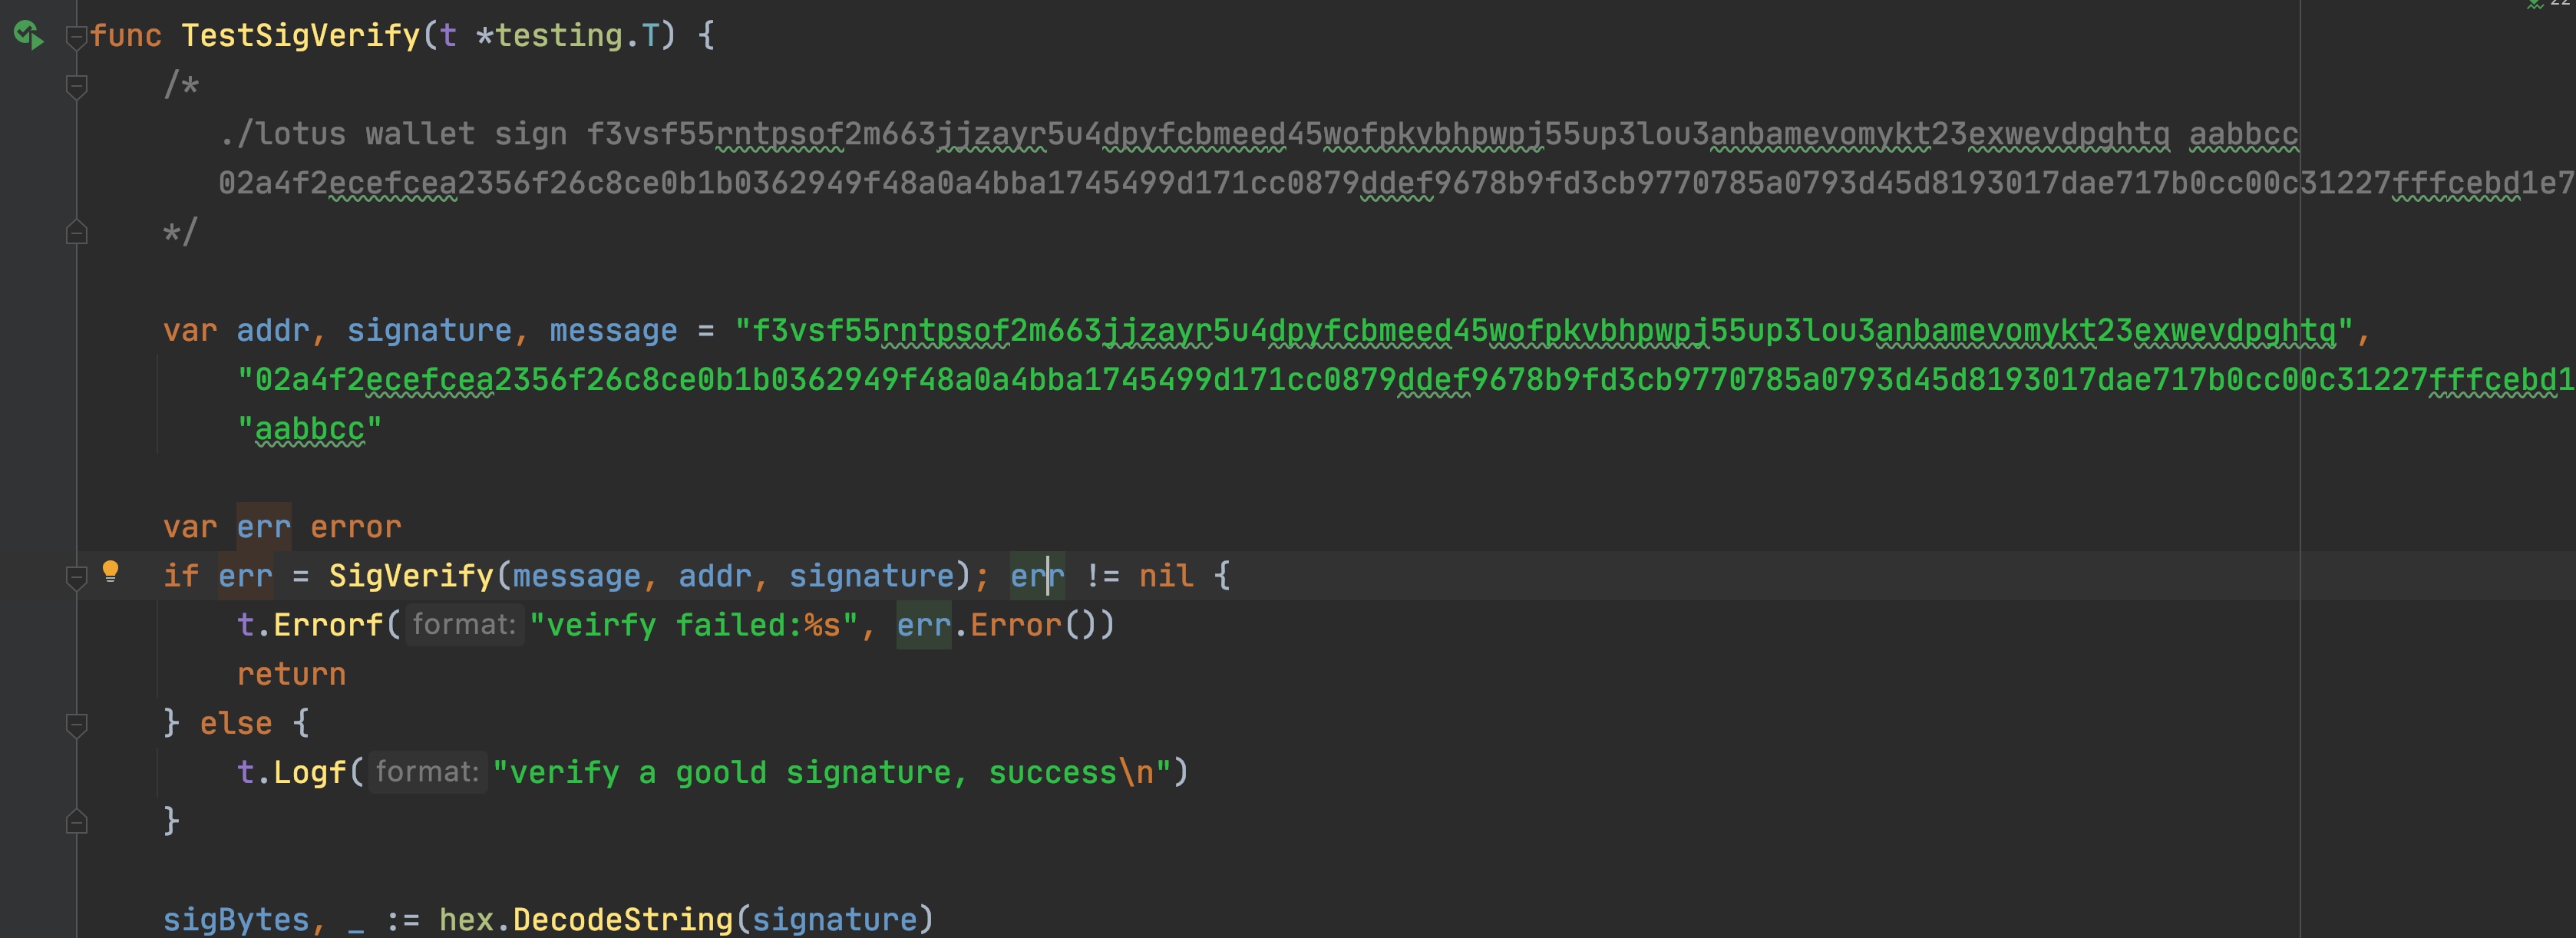 func TestSigVerify(t *testing.T) {
/*
./lotus wallet sign f3vsf55rntpsof2m663jjzayr5u4dpyfcbmeed45wofpkvbhpwpj55up3lou3anbamevomykt23exwevdpghtq aabbcc
02a4f2ecefcea2356f26c8ce0b1b0362949f48a0a4bba1745499d171cc0879ddef9678b9fd3cb9770785a0793d45d8193017dae717b0cc00c31227fffcebd1e7
*/
var addr, signature, message = "f3vsf55rntpsof2m663jjzayr5u4dpyfcbmeed45wofpkvbhpwpj55up3lou3anbamevomykt23exwevdpghtq",
"02a4f2ecefcea2356f26c8ce0b1b0362949f48a0a4bba1745499d171cc0879ddef9678b9fd3cb9770785a0793d45d8193017dae717b0cc00c31227fffcebd1
"aabbcc"
var err error
if err = SigVerify(message, addr, signature); err != nil {
t.Errorf( format: "veirfy failed:%s", err.Error())
return
} else {
t.Logf( format: "verify a goold signature, success\n")
}
sigBytes, _ := hex.DecodeString(signature)